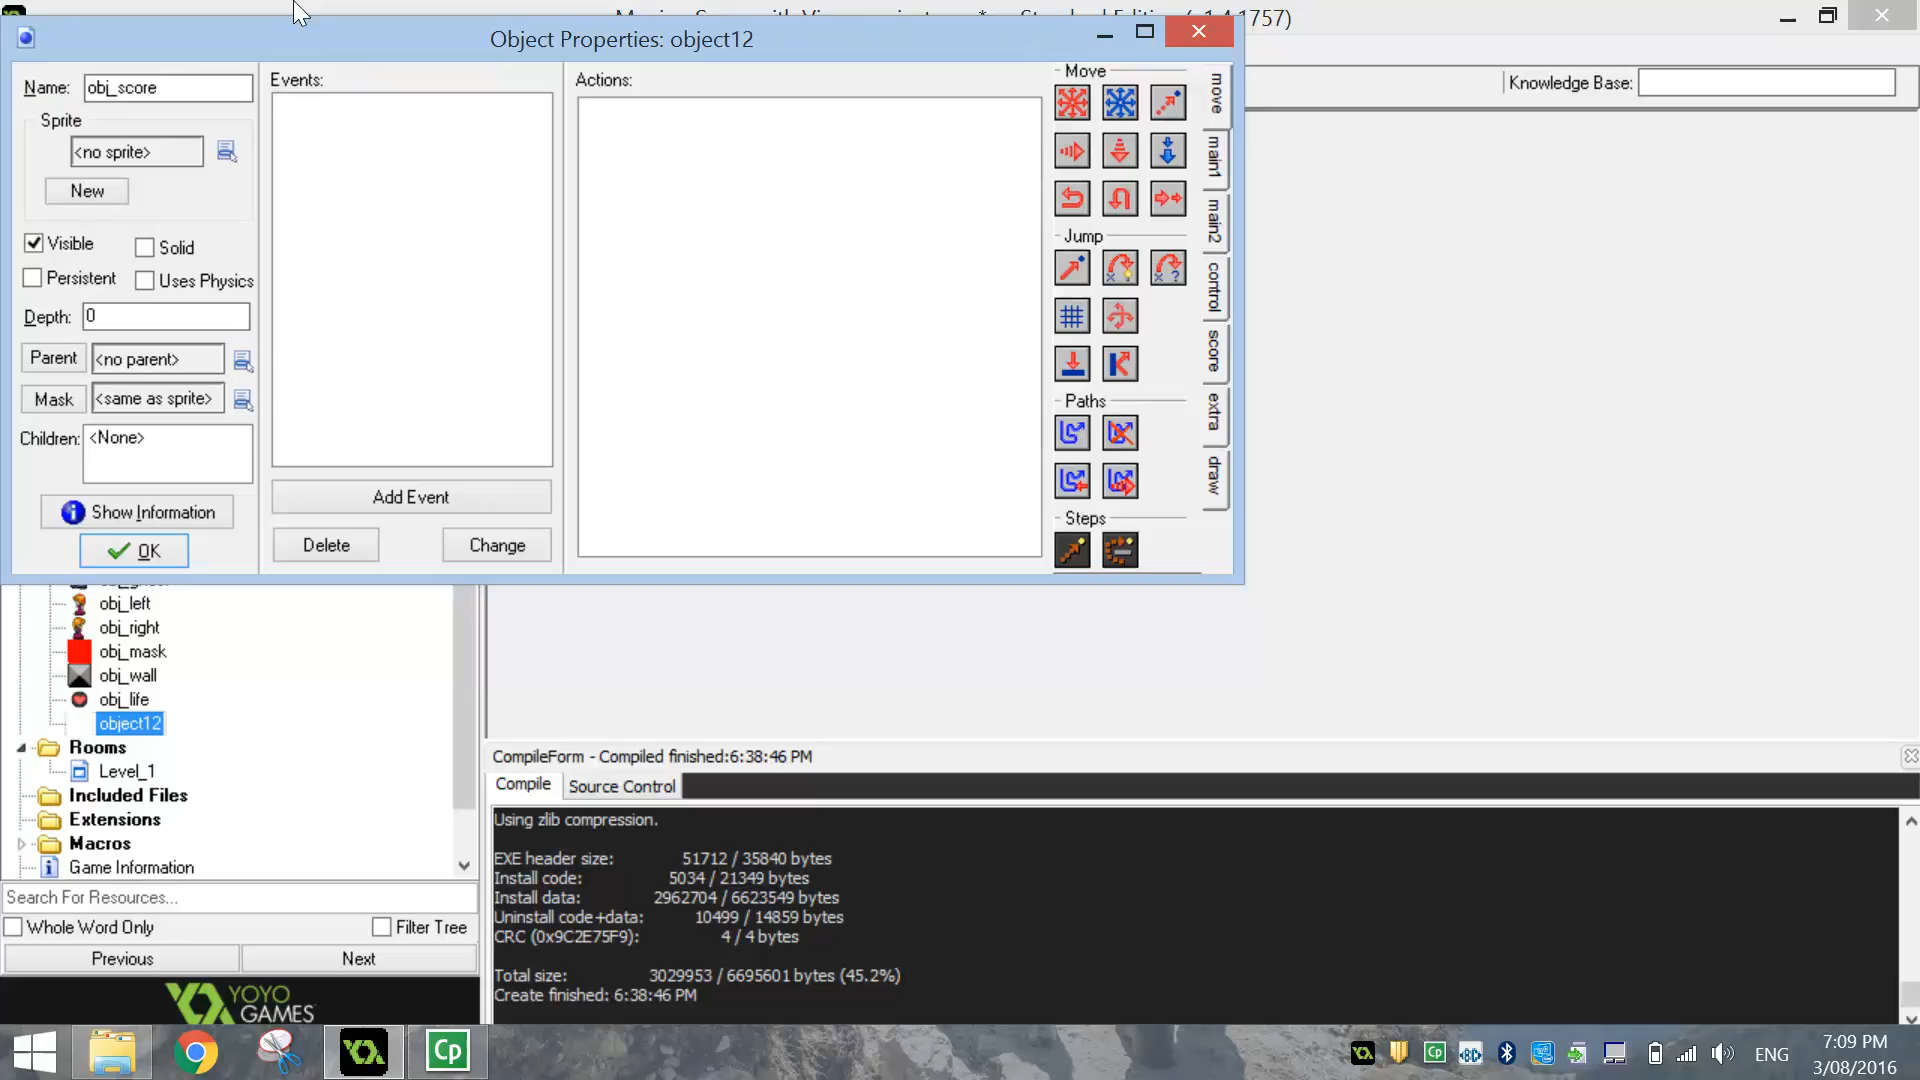 1.4.1757)
Object Properties: object12
Name: obj_score
Events:
Actions:
Move
move
Knowledge Base:
Sprite
<no sprite>
New
main1
main2
Visible
Solid
Jump
Persistent
Uses Physics
control
Depth: 0
Parent <no parent>
score
Mask <same as sprite>
Paths
extra
Children: <None>
draw
Add Event
Show Information
Steps
OK
Delete
Change
obj_left
obj_right
obj_mask
obj_wall
obj_life
object12
Rooms
Level_1
Included Files
Extensions
Macros
Game Information
Search For Resources...
Whole Word Only
Filter Tree
Previous
Next
YOYO
GAMES
CompileForm - Compiled finished:6:38:46 PM
Compile
Source Control
Using zlib compression.
EXE header size: 51712 / 35840 bytes
Install code: 5034 / 21349 bytes
Install data: 2962704 / 6623549 bytes
Uninstall code+data: 10499 / 14859 bytes
CRC (0x9C2E75F9): 4 / 4 bytes
Total size: 3029953 / 6695601 bytes (45.2%)
Create finished: 6:38:46 PM
Cp
Cp
ENG
7:09 PM
3/08/2016